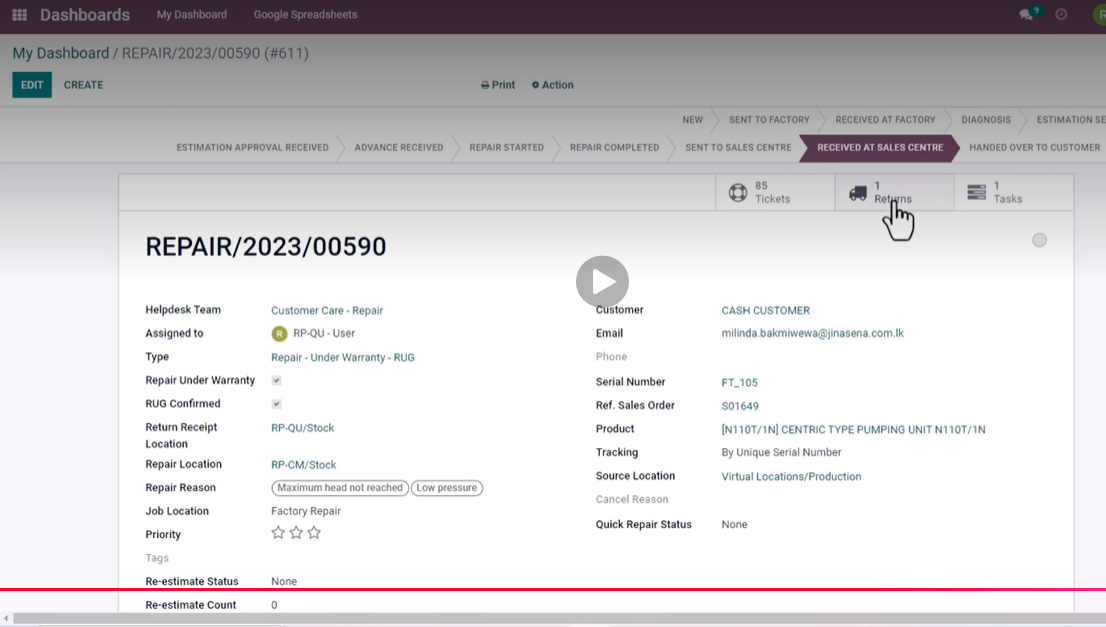 Dashboards My Dashboard Google Spreadsheets 9
My Dashboard / REPAIR/2023/00590 (#611)
EDIT CREATE Print Action
NEW SENT TO FACTORY RECEIVED AT FACTORY DIAGNOSIS ESTIMATION SE
ESTIMATION APPROVAL RECEIVED ADVANCE RECEIVED REPAIR STARTED REPAIR COMPLETED SENT TO SALES CENTRE RECEIVED AT SALES CENTRE HANDED OVER TO CUSTOMER
85 Tickets
1 Returns
1 Tasks
REPAIR/2023/00590
Helpdesk Team Customer Care - Repair
Assigned to R RP-QU - User
Type Repair - Under Warranty - RUG
Repair Under Warranty
RUG Confirmed
Return Receipt Location RP-QU/Stock
Repair Location RP-CM/Stock
Repair Reason Maximum head not reached Low pressure
Job Location Factory Repair
Priority
Tags
Re-estimate Status None
Re-estimate Count 0
Customer CASH CUSTOMER
Email milinda.bakmiwewa@jinasena.com.lk
Phone
Serial Number FT_105
Ref. Sales Order S01649
Product [N110T/1N] CENTRIC TYPE PUMPING UNIT N110T/1N
Tracking By Unique Serial Number
Source Location Virtual Locations/Production
Cancel Reason
Quick Repair Status None